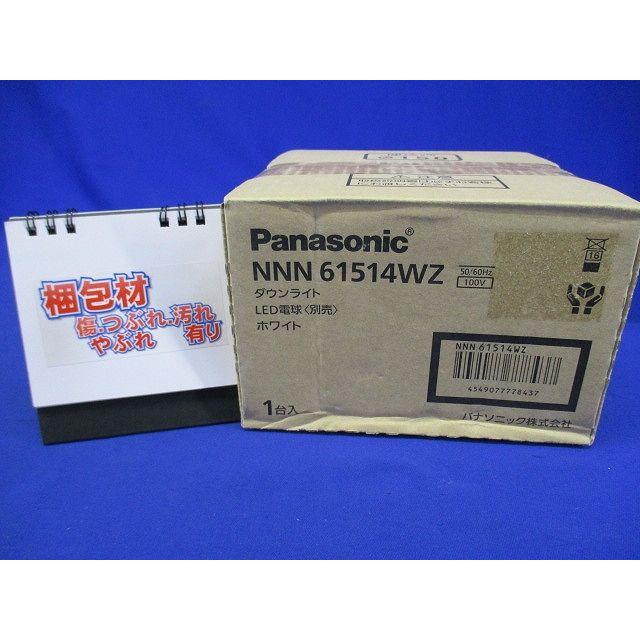 梱包材
傷.つぶれ.汚れ
やぶれ 有り
Panasonic®
NNN 61514WZ
50/60Hz
100V
ダウンライト
LED電球〈別売〉
ホワイト
1台入
16
NNN 61514WZ
4549077778437
パナソニック株式会社